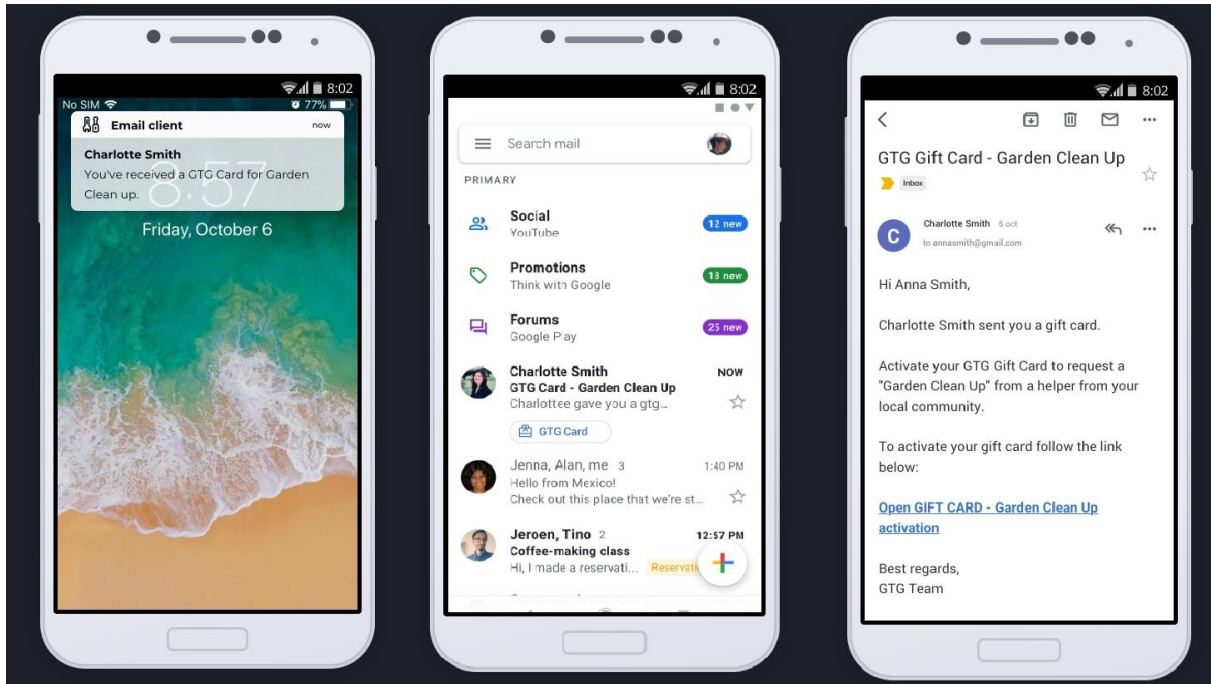 8:02
No SIM
77%
Email client
now
Charlotte Smith
You've received a GTG Card for Garden
Clean up.
8:57
Friday, October 6
8:02
Search mail
PRIMARY
Social
12 new
YouTube
Promotions
18 new
Think with Google
Forums
25 new
Google Play
Charlotte Smith
NOW
GTG Card - Garden Clean Up
Charlottee gave you a gtg...
GTG Card
Jenna, Alan, me 3
1:40 PM
Hello from Mexico!
Check out this place that we're st...
Jeroen, Tino 2
12:57 PM
Coffee-making class
Hi, I made a reservati...
Reservati
8:02
GTG Gift Card - Garden Clean Up
Inbox
C
Charlotte Smith 6 oct
to annasmith@gmail.com
Hi Anna Smith,
Charlotte Smith sent you a gift card.
Activate your GTG Gift Card to request a
"Garden Clean Up" from a helper from your
local community.
To activate your gift card follow the link
below:
Open GIFT CARD - Garden Clean Up
activation
Best regards,
GTG Team